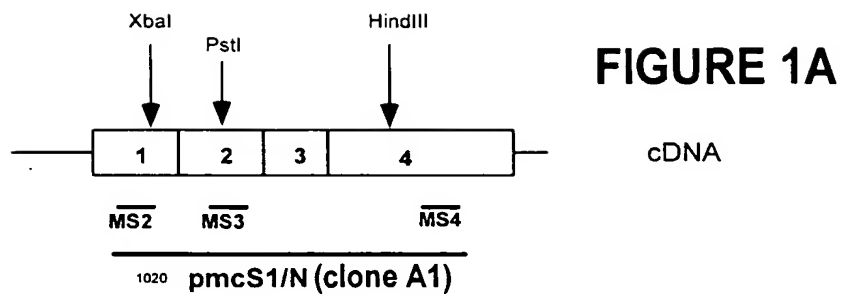 XbaI
PstI
HindIII
FIGURE 1A
1 2 3 4
cDNA
MS2 MS3 MS4
1020 pmcS1/N (clone A1)